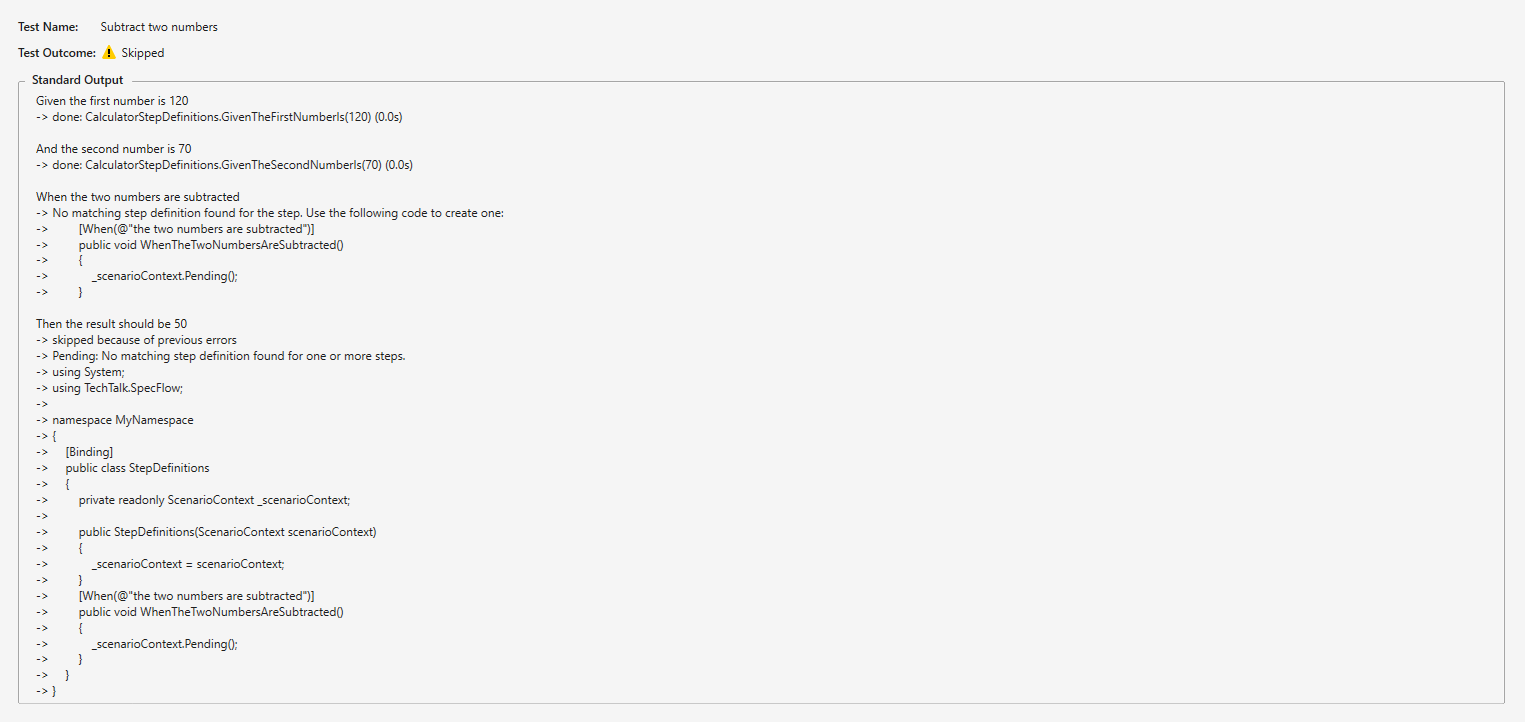 Test Name: Subtract two numbers
Test Outcome: Skipped
Standard Output
Given the first number is 120
-> done: CalculatorStepDefinitions.GivenTheFirstNumberIs(120) (0.0s)
And the second number is 70
-> done: CalculatorStepDefinitions.GivenTheSecondNumberIs(70) (0.0s)
When the two numbers are subtracted
-> No matching step definition found for the step. Use the following code to create one:
-> [When(@"the two numbers are subtracted")]
-> public void WhenTheTwoNumbersAreSubtracted()
-> {
-> _scenarioContext.Pending();
-> }
Then the result should be 50
-> skipped because of previous errors
-> Pending: No matching step definition found for one or more steps.
-> using System;
-> using TechTalk.SpecFlow;
->
-> namespace MyNamespace
-> {
-> [Binding]
-> public class StepDefinitions
-> {
-> private readonly ScenarioContext _scenarioContext;
->
-> public StepDefinitions(ScenarioContext scenarioContext)
-> {
-> _scenarioContext = scenarioContext;
-> }
-> [When(@"the two numbers are subtracted")]
-> public void WhenTheTwoNumbersAreSubtracted()
-> {
-> _scenarioContext.Pending();
-> }
-> }
-> }